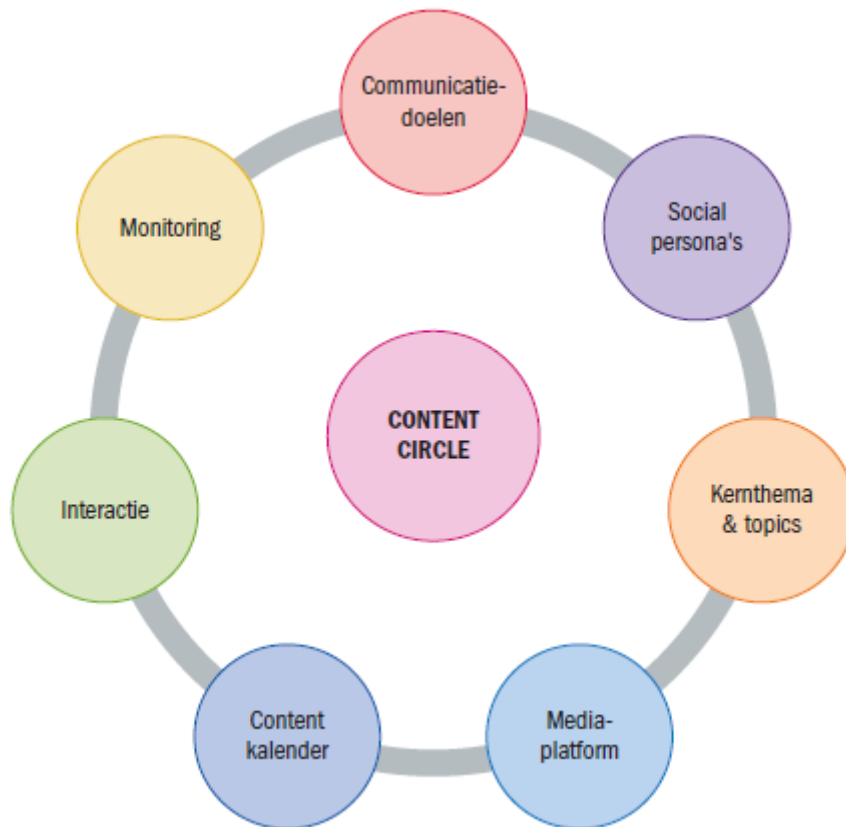 Communicatie-
doelen
Social
persona's
Kernthema
& topics
Media-
platform
Content
kalender
Interactie
Monitoring
CONTENT
CIRCLE